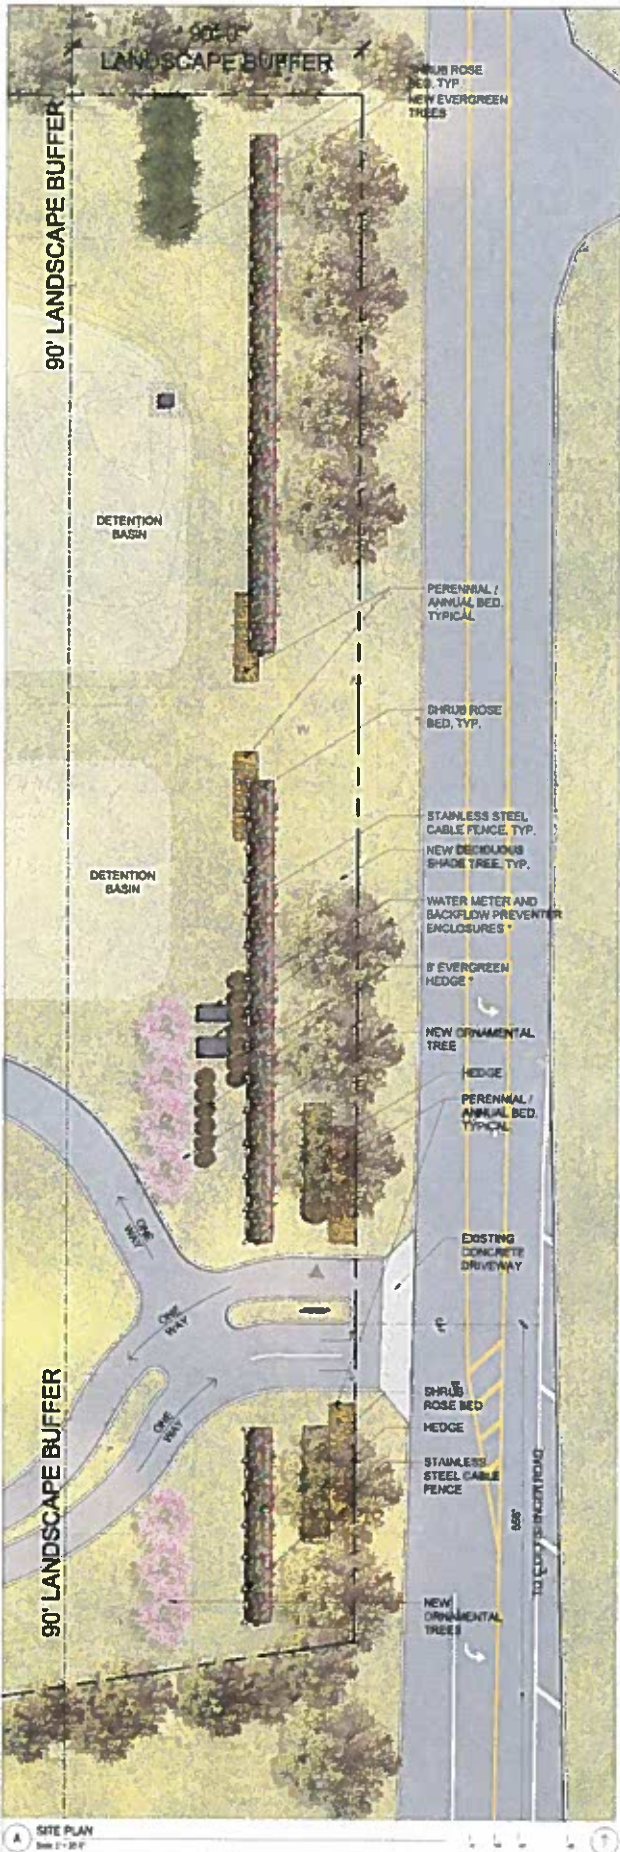 90'-0"
LANDSCAPE BUFFER
90' LANDSCAPE BUFFER
SHRUB ROSE
BED, TYP
NEW EVERGREEN
TREES
DETENTION
BASIN
PERENNIAL /
ANNUAL BED,
TYPICAL
SHRUB ROSE
BED, TYP.
STAINLESS STEEL
CABLE FENCE, TYP.
NEW DECIDUOUS
SHADE TREE, TYP.
DETENTION
BASIN
WATER METER AND
BACKFLOW PREVENTER
ENCLOSURES *
8' EVERGREEN
HEDGE *
NEW ORNAMENTAL
TREE
HEDGE
PERENNIAL /
ANNUAL BED,
TYPICAL
ONE
WAY
EXISTING
CONCRETE
DRIVEWAY
ONE
WAY
ONE
WAY
90' LANDSCAPE BUFFER
SHRUB
ROSE BED
HEDGE
STAINLESS
STEEL CABLE
FENCE
NEW
ORNAMENTAL
TREES
A
SITE PLAN